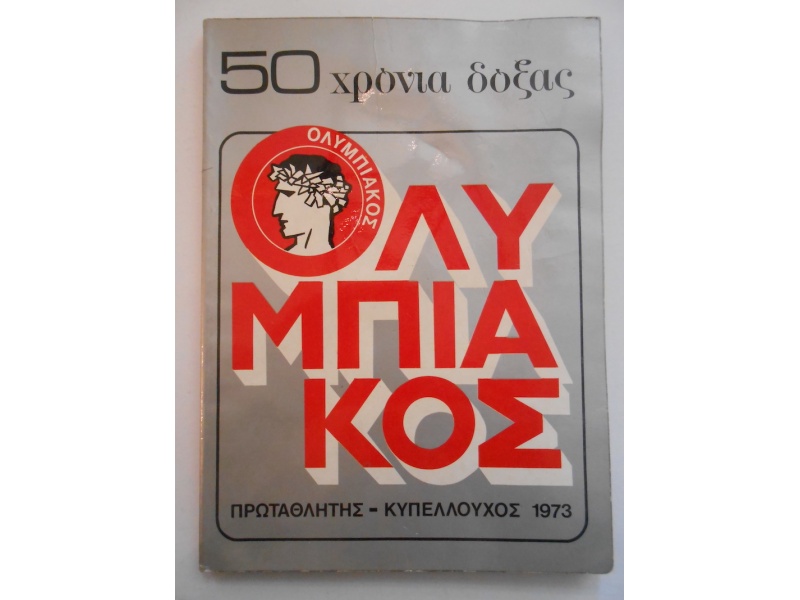 50 χρόνια δόξας
ΟΛΥΜΠΙΑΚΟΣ
ΟΛΥ
ΜΠΙΑ
ΚΟΣ
ΠΡΩΤΑΘΛΗΤΗΣ - ΚΥΠΕΛΛΟΥΧΟΣ 1973